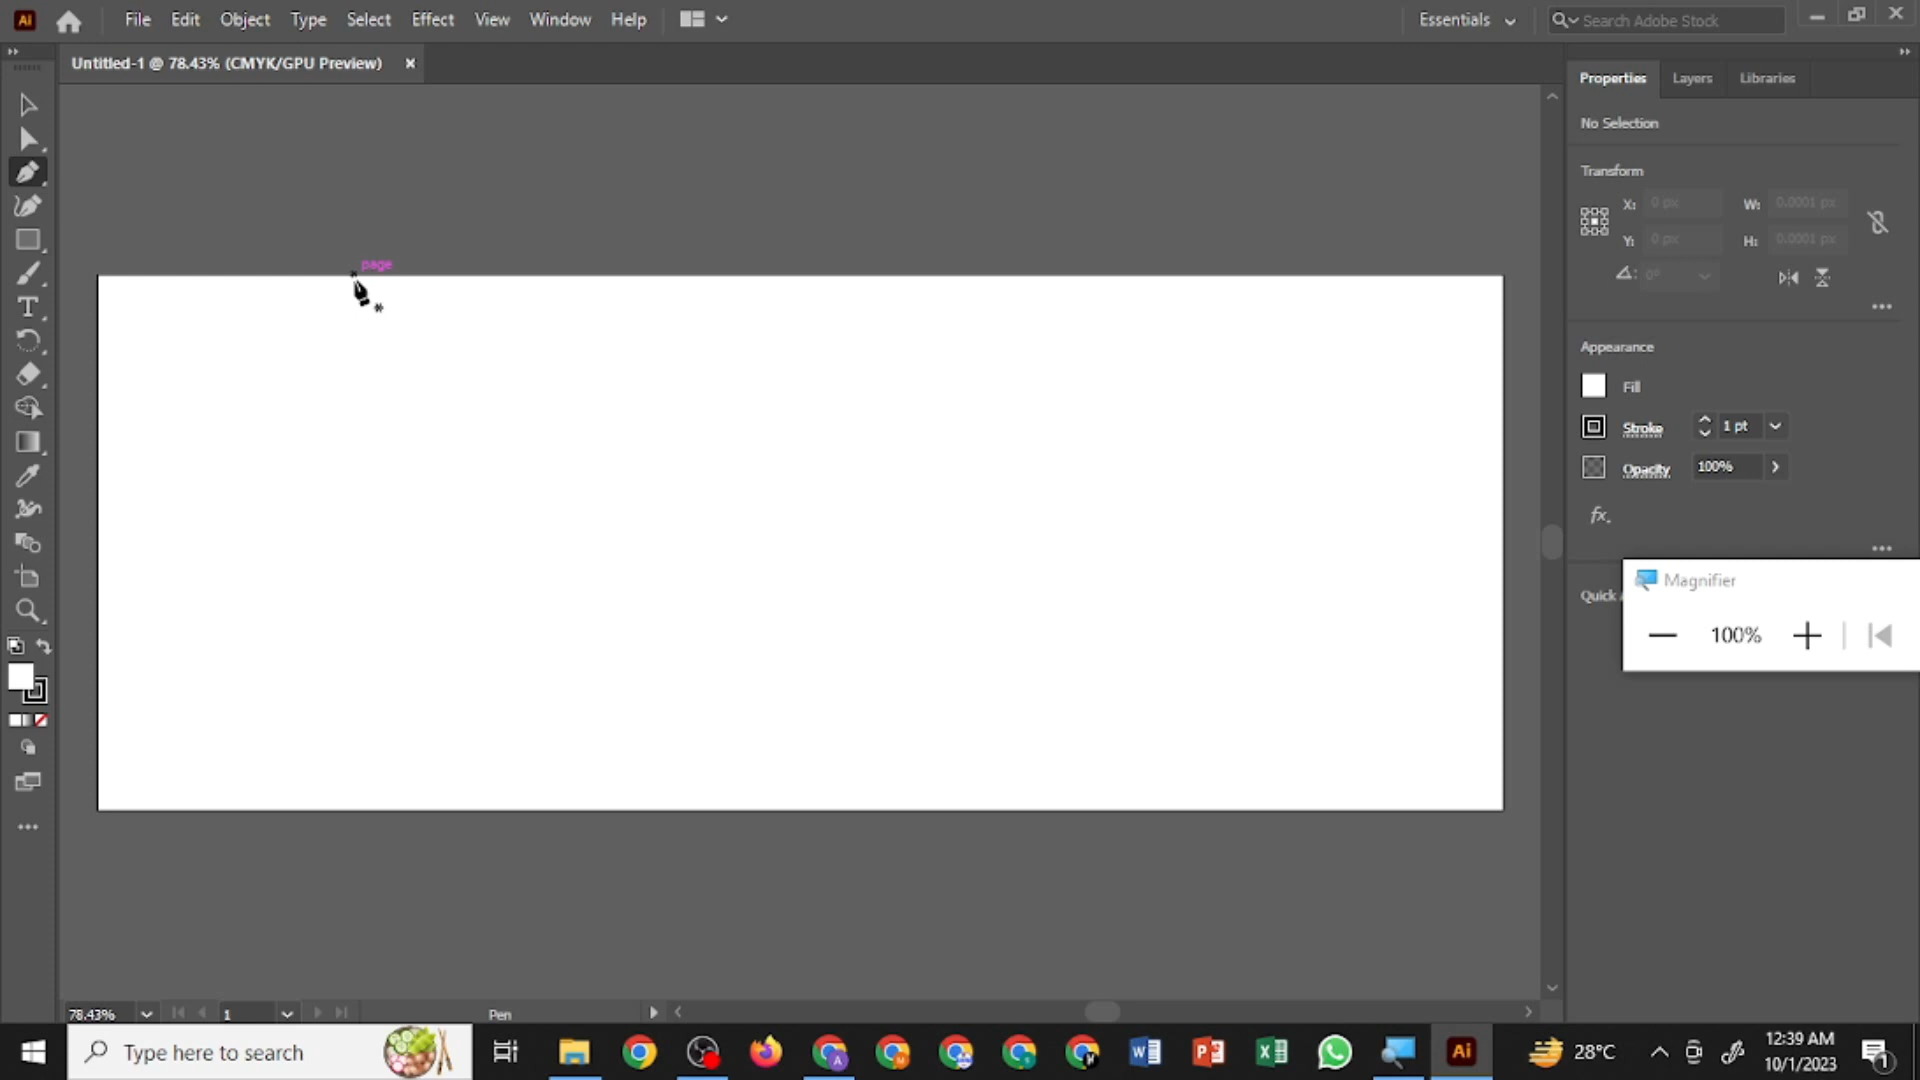 Ai File Edit Object Type Select Effect View Window Help Essentials Search Adobe Stock
Untitled-1 @ 78.43% (CMYK/GPU Preview) ×
Properties Layers Libraries
No Selection
Transform
X: 0 px W: 0.0001 px
Y: 0 px H: 0.0001 px
0°
page
Appearance
Fill
Stroke 1 pt
Opacity 100%
fx.
Quick
Magnifier
100%
78.43% 1 Pen
Type here to search
Ai 28°C 12:39 AM
10/1/2023 1